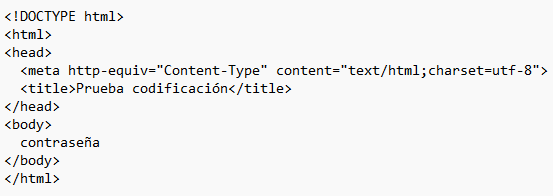 <!DOCTYPE html>
<html>
<head>
  <meta http-equiv="Content-Type" content="text/html;charset=utf-8">
  <title>Prueba codificación</title>
</head>
<body>
  contraseña
</body>
</html>